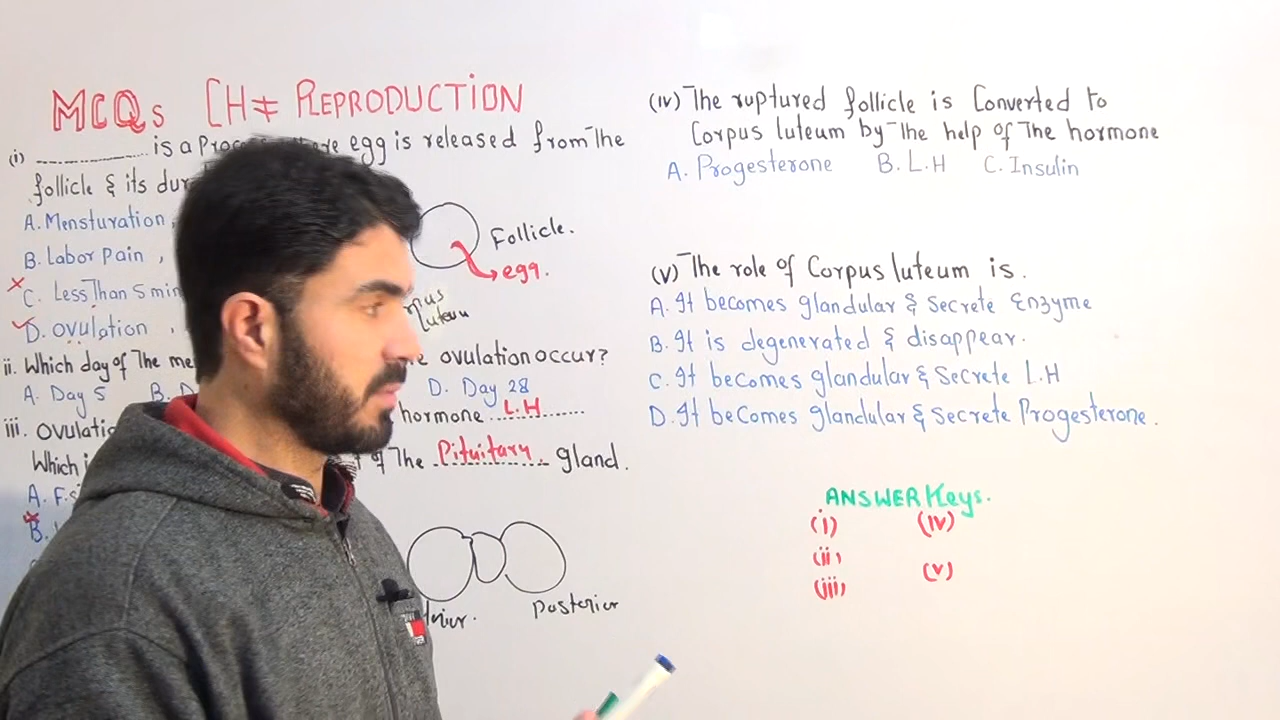 MCQs CH≠ REPRODUCTION
(i) ............ is a egg is released from the
follicle & its
A. Mensturation,
B. Labor Pain,
C. Less Than 5 min
D. ovulation,
Follicle.
egg.
luteum
ii. Which day of The ovulation occur?
A. Day 5 B. D. Day 28
iii. hormone L.H
Which of The Pituitary gland.
A.
B.
Posterior
(iv) The ruptured follicle is Converted to
Corpus luteum by the help of The hormone
A. Progesterone B. L.H C. Insulin
(v) The role of Corpus luteum is.
A. It becomes glandular & secrete Enzyme
B. It is degenerated & disappear.
C. It becomes glandular & Secrete L.H
D. It becomes glandular & secrete Progesterone.
ANSWER Keys.
(i) (iv)
(ii)
(v)
(iii)